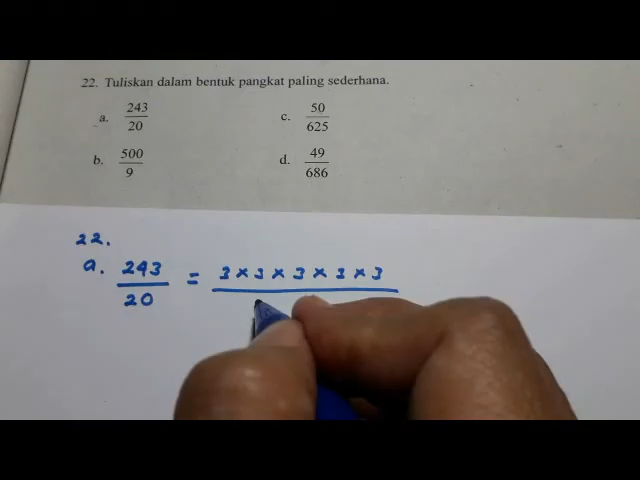 22. Tuliskan dalam bentuk pangkat paling sederhana.
a. 243/20 c. 50/625
b. 500/9 d. 49/686
22.
a. 243/20 = 3 × 3 × 3 × 3 × 3